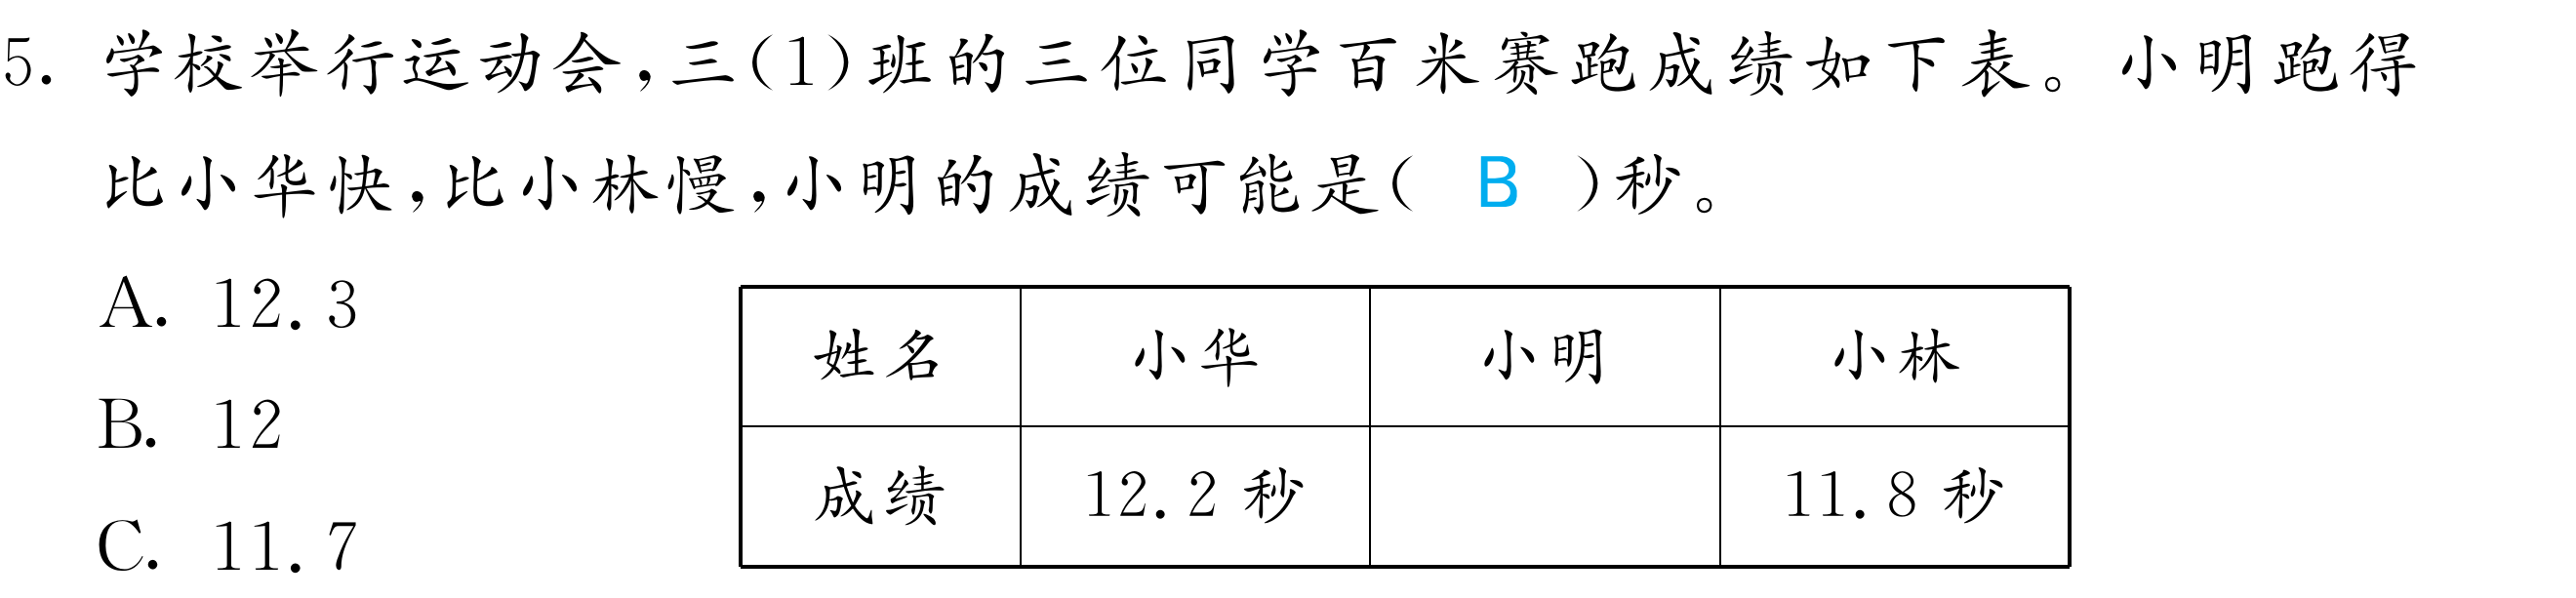 5. 学校举行运动会,三(1)班的三位同学百米赛跑成绩如下表。小明跑得
比小华快,比小林慢,小明的成绩可能是( B )秒。
A. 12.3
B. 12
C. 11.7
姓名 小华 小明 小林
成绩 12.2 秒 11.8 秒